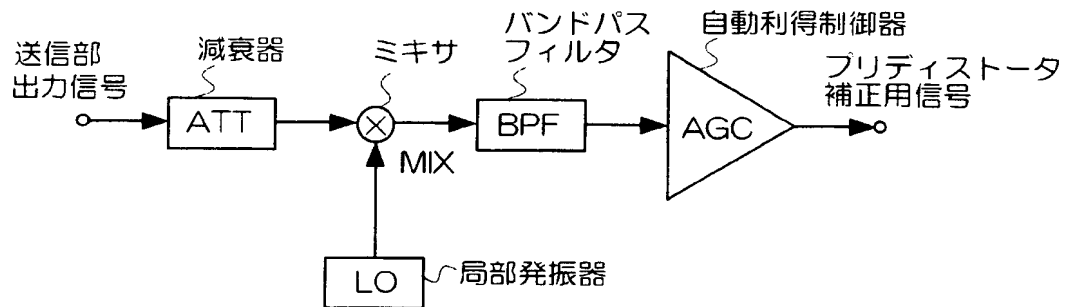 送信部
出力信号
減衰器
ATT
ミキサ
MIX
バンドパス
フィルタ
BPF
自動利得制御器
AGC
プリディストータ
補正用信号
LO
局部発振器